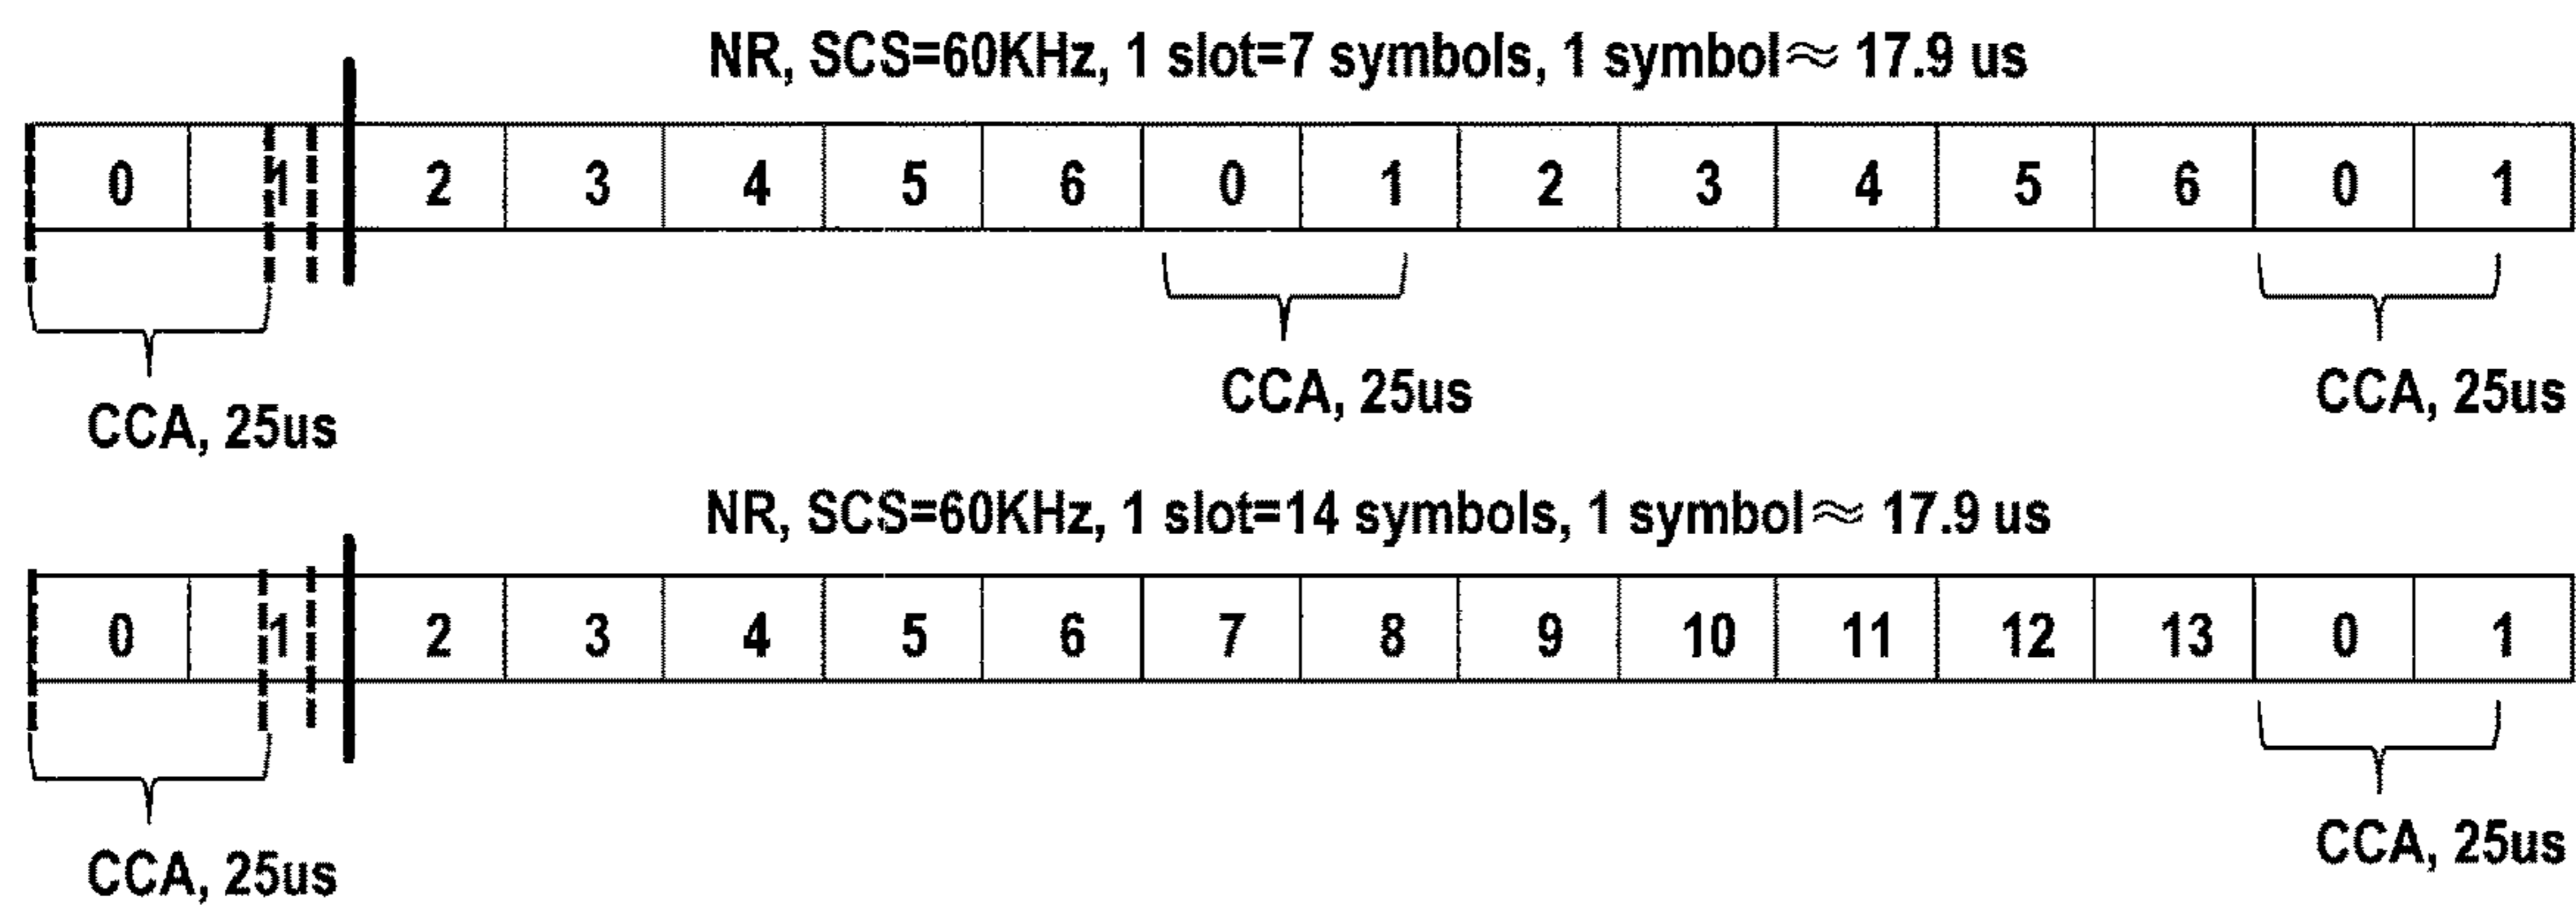 NR, SCS=60KHz, 1 slot=7 symbols, 1 symbol≈ 17.9 us
0 1 2 3 4 5 6 0 1 2 3 4 5 6 0 1
CCA, 25us CCA, 25us CCA, 25us
NR, SCS=60KHz, 1 slot=14 symbols, 1 symbol≈ 17.9 us
0 1 2 3 4 5 6 7 8 9 10 11 12 13 0 1
CCA, 25us CCA, 25us